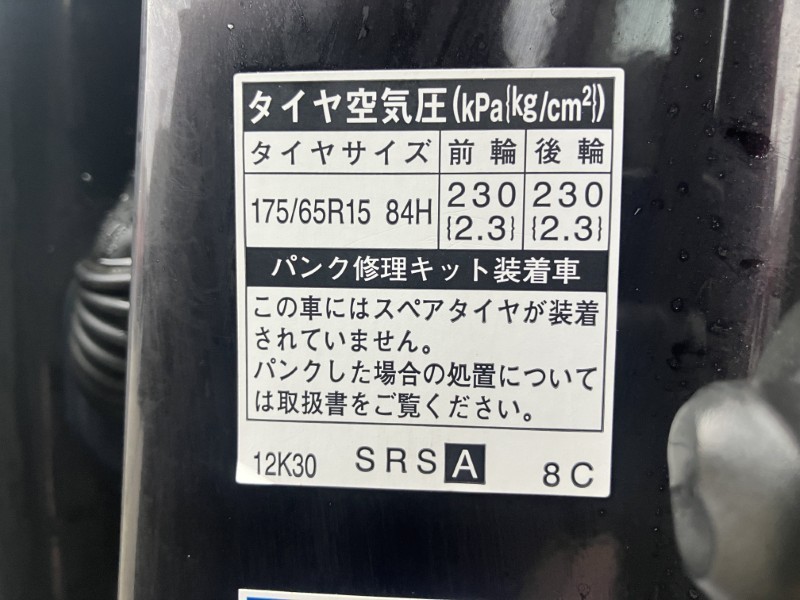 タイヤ空気圧(kPa{kg/cm²})
タイヤサイズ 前輪 後輪
175/65R15 84H 230 230
{2.3} {2.3}
パンク修理キット装着車
この車にはスペアタイヤが装着
されていません。
パンクした場合の処置について
は取扱書をご覧ください。
12K30 SRS A 8C